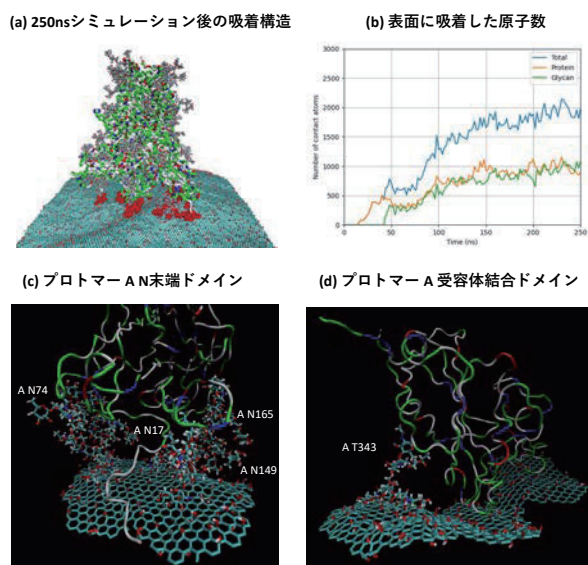 (a) 250nsシミュレーション後の吸着構造
(b) 表面に吸着した原子数
Total
Protein
Glycan
Number of contact atoms
3000
2500
2000
1500
1000
500
0
0
50
100
150
200
250
Time (ns)
(c) プロトマー A N末端ドメイン
(d) プロトマー A 受容体結合ドメイン
A N74
A N17
A N165
A N149
A T343